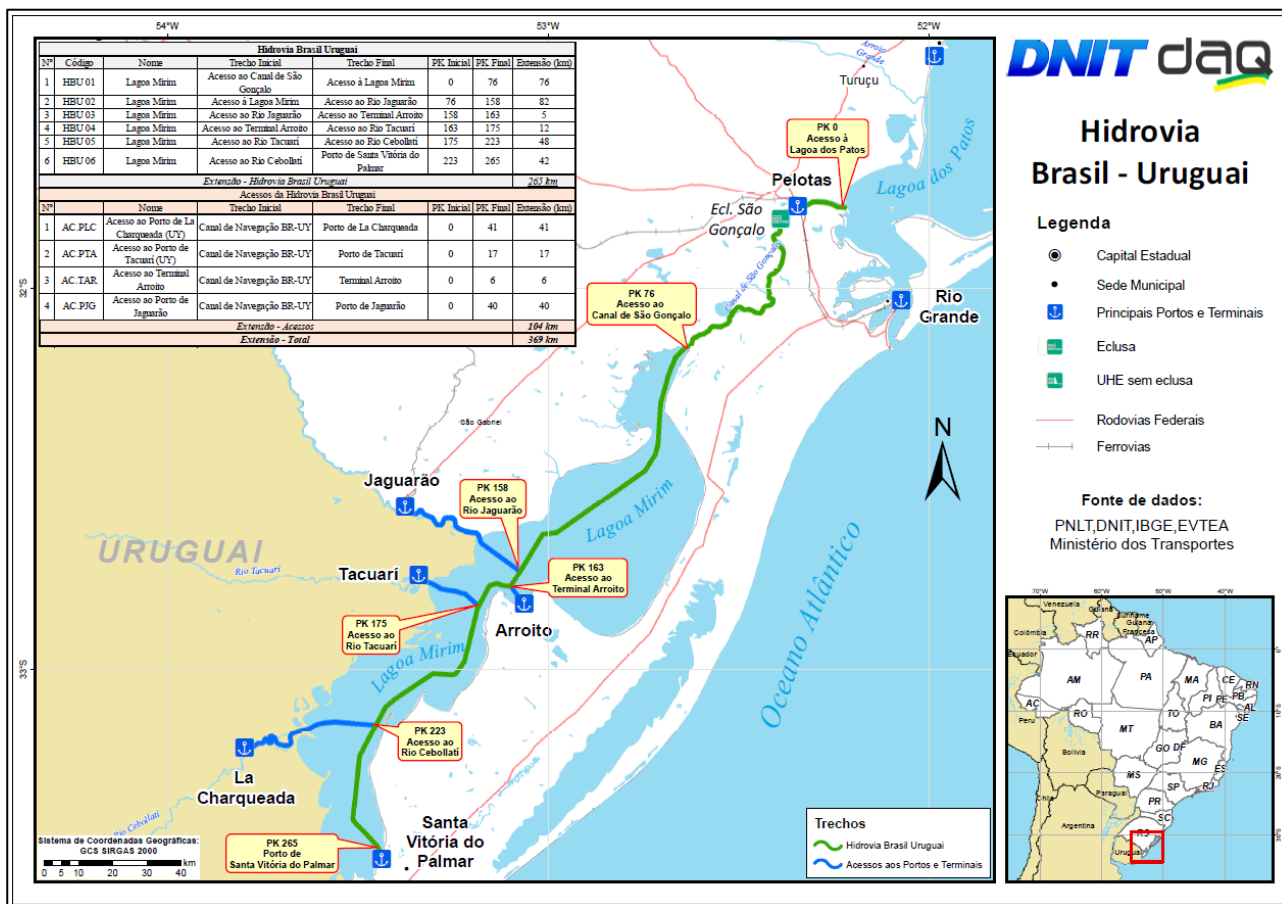 54°W 53°W 52°W
Hidrovia Brasil Uruguai
Nº Código Nome Trecho Inicial Trecho Final PK Inicial PK Final Extensão (km)
1 HBU 01 Lagoa Mirim Acesso ao Canal de São Gonçalo Acesso à Lagoa Mirim 0 76 76
2 HBU 02 Lagoa Mirim Acesso à Lagoa Mirim Acesso ao Rio Jaguarão 76 158 82
3 HBU 03 Lagoa Mirim Acesso ao Rio Jaguarão Acesso ao Terminal Arroito 158 163 5
4 HBU 04 Lagoa Mirim Acesso ao Terminal Arroito Acesso ao Rio Tacuarí 163 175 12
5 HBU 05 Lagoa Mirim Acesso ao Rio Tacuarí Acesso ao Rio Cebollatí 175 223 48
6 HBU 06 Lagoa Mirim Acesso ao Rio Cebollatí Porto de Santa Vitória do Palmar 223 265 42
Extensão - Hidrovia Brasil Uruguai 265 km
Acessos da Hidrovia Brasil Uruguai
Nº Nome Trecho Inicial Trecho Final PK Inicial PK Final Extensão (km)
1 AC.PLC Acesso ao Porto de La Charqueada (UY) Canal de Navegação BR-UY Porto de La Charqueada 0 41 41
2 AC.PTA Acesso ao Porto de Tacuarí (UY) Canal de Navegação BR-UY Porto de Tacuarí 0 17 17
3 AC.TAR Acesso ao Terminal Arroito Canal de Navegação BR-UY Terminal Arroito 0 6 6
4 AC.PJG Acesso ao Porto de Jaguarão Canal de Navegação BR-UY Porto de Jaguarão 0 40 40
Extensão - Acessos 104 km
Extensão - Total 369 km
Arroio
Grande
Turuçu
PK 0
Acesso à
Lagoa dos Patos
Pelotas
Lagoa dos Patos
Ecl. São
Gonçalo
Canal de São Gonçalo
32°S
PK 76
Acesso ao
Canal de São Gonçalo
Rio
Grande
São Gabriel
Jaguarão
PK 158
Acesso ao
Rio Jaguarão
Lagoa Mirim
URUGUAI
Rio Tacuarí
Tacuarí
PK 163
Acesso ao
Terminal Arroito
Arroito
PK 175
Acesso ao
Rio Tacuarí
Lagoa Mirim
33°S
Oceano Atlântico
PK 223
Acesso ao
Rio Cebollatí
La
Charqueada
Rio Cebollatí
Santa
Vitória do
Palmar
PK 265
Porto de
Santa Vitória do Palmar
Sistema de Coordenadas Geográficas:
GCS SIRGAS 2000
km
0 5 10 20 30 40
Trechos
Hidrovia Brasil Uruguai
Acessos aos Portos e Terminais
N
DNIT daq
Hidrovia
Brasil - Uruguai
Legenda
Capital Estadual
Sede Municipal
Principais Portos e Terminais
Eclusa
UHE sem eclusa
Rodovias Federais
Ferrovias
Fonte de dados:
PNLT,DNIT,IBGE,EVTEA
Ministério dos Transportes
70°W 60°W 50°W 40°W
Venezuela
Guiana
Suriname
Guiana Francesa
Colômbia
RR
AP
Ecuador
0°
AM
PA
MA
CE
RN
PI
PE
PB
AL
SE
AC
RO
TO
10°S
Peru
MT
BA
Bolívia
GO
DF
MG
ES
20°S
MS
SP
RJ
Paraguai
PR
Chile
SC
Argentina
RS
30°S
Uruguai